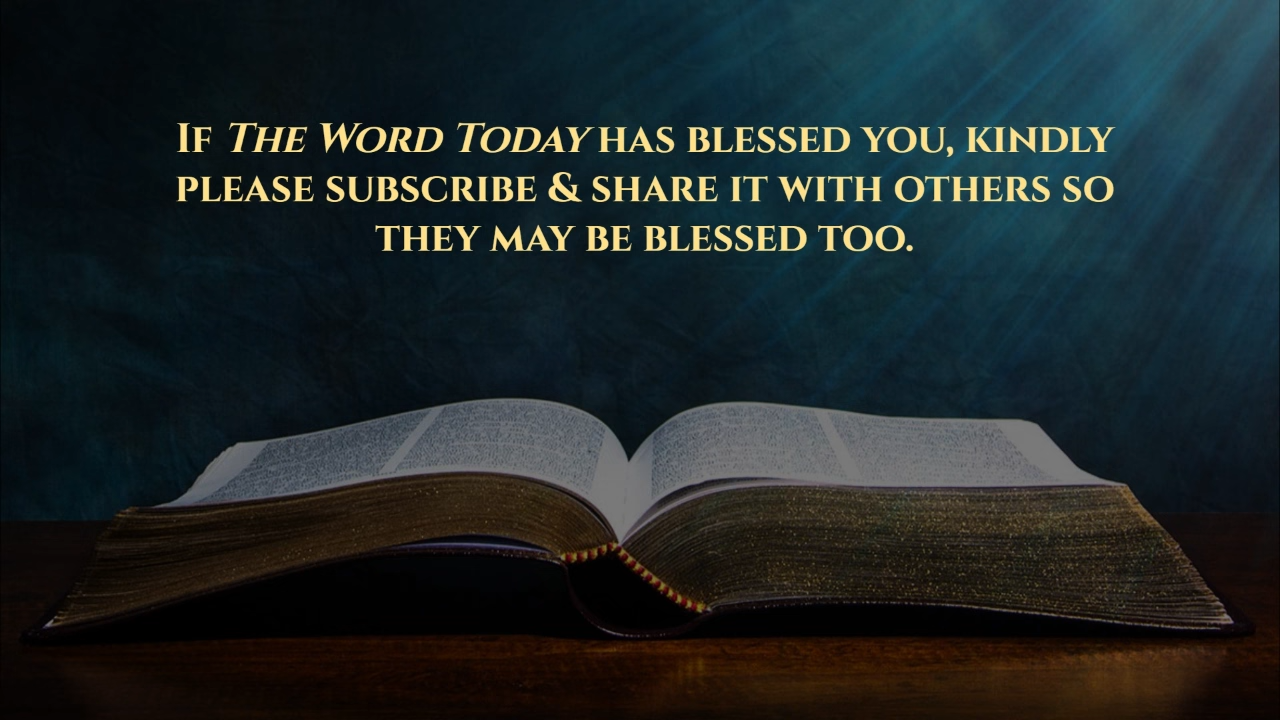 If The Word Today has blessed you, kindly
please subscribe & share it with others so
they may be blessed too.